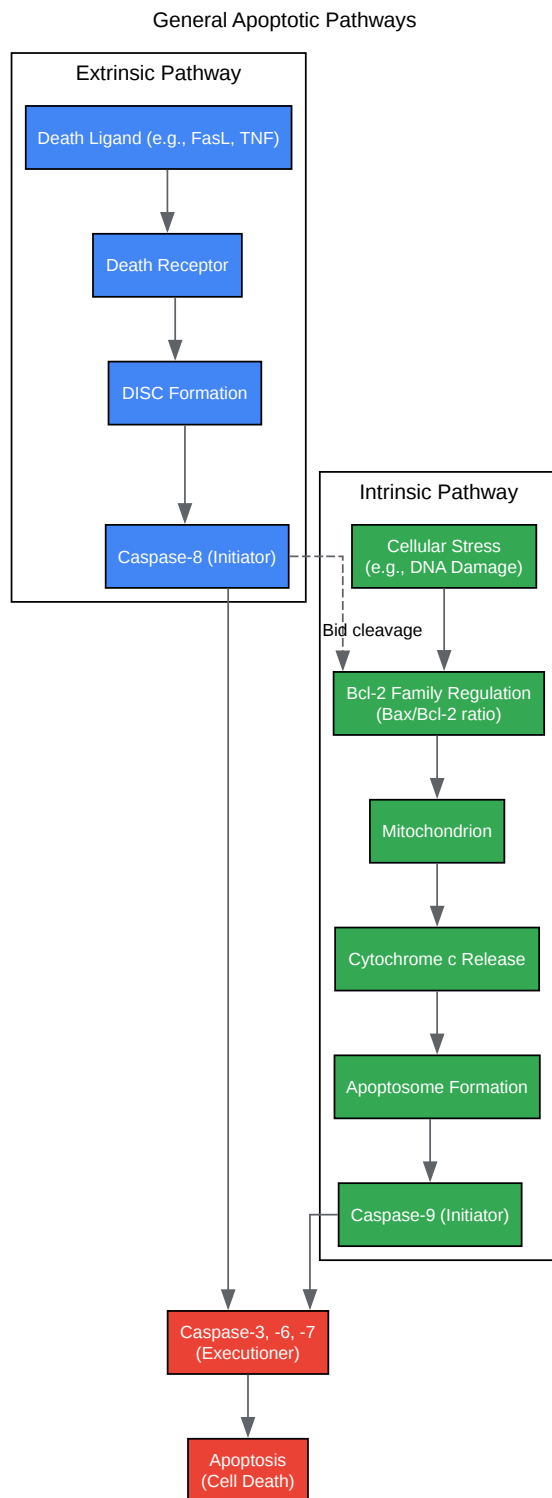 General Apoptotic Pathways
Extrinsic Pathway
Death Ligand (e.g., FasL, TNF)
Death Receptor
DISC Formation
Caspase-8 (Initiator)
Intrinsic Pathway
Cellular Stress
(e.g., DNA Damage)
Bid cleavage
Bcl-2 Family Regulation
(Bax/Bcl-2 ratio)
Mitochondrion
Cytochrome c Release
Apoptosome Formation
Caspase-9 (Initiator)
Caspase-3, -6, -7
(Executioner)
Apoptosis
(Cell Death)